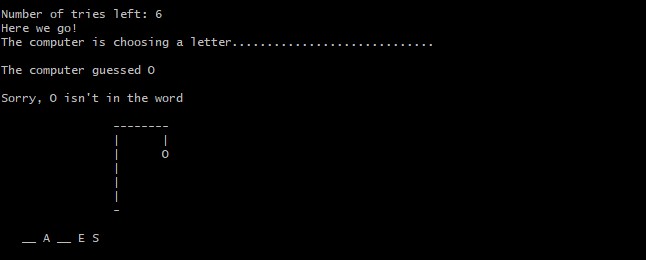 Number of tries left: 6
Here we go!
The computer is choosing a letter.............................
The computer guessed O
Sorry, O isn't in the word
--------
|      |
|      O
|
|
|
-
__ A __ E S